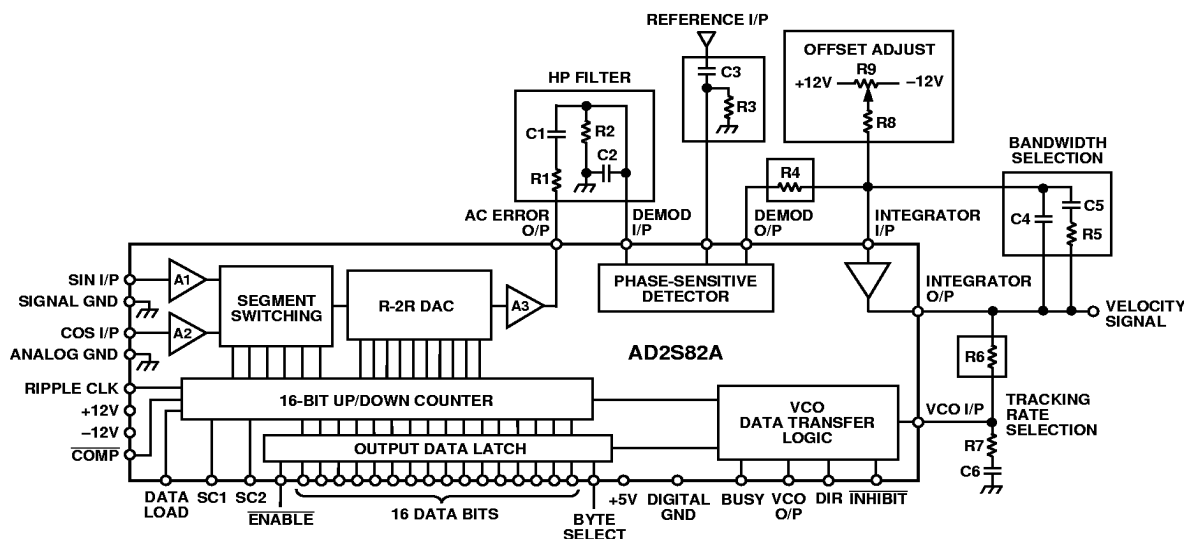 REFERENCE I/P
OFFSET ADJUST
R9
+12V
–12V
R8
HP FILTER
C3
R3
C1
R2
C2
R1
BANDWIDTH
SELECTION
R4
C5
C4
R5
AC ERROR
O/P
DEMOD
I/P
DEMOD
O/P
INTEGRATOR
I/P
SIN I/P
A1
SIGNAL GND
SEGMENT
SWITCHING
R-2R DAC
A3
PHASE-SENSITIVE
DETECTOR
INTEGRATOR
O/P
VELOCITY
SIGNAL
COS I/P
A2
ANALOG GND
AD2S82A
R6
RIPPLE CLK
16-BIT UP/DOWN COUNTER
VCO
DATA TRANSFER
LOGIC
VCO I/P
TRACKING
RATE
SELECTION
+12V
–12V
COMP
OUTPUT DATA LATCH
R7
C6
DATA
LOAD
SC1
SC2
ENABLE
16 DATA BITS
BYTE
SELECT
+5V
DIGITAL
GND
BUSY
VCO
O/P
DIR
INHIBIT